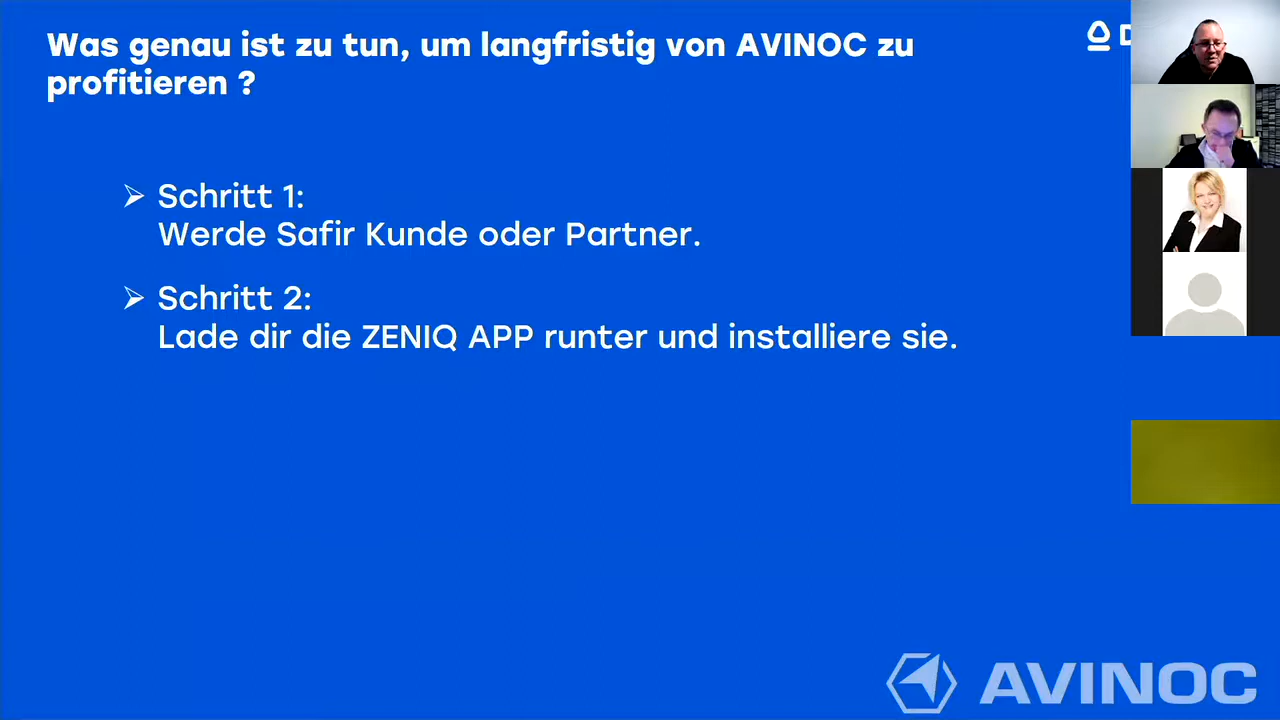 Was genau ist zu tun, um langfristig von AVINOC zu
profitieren ?
➢ Schritt 1:
Werde Safir Kunde oder Partner.
➢ Schritt 2:
Lade dir die ZENIQ APP runter und installiere sie.
AVINOC